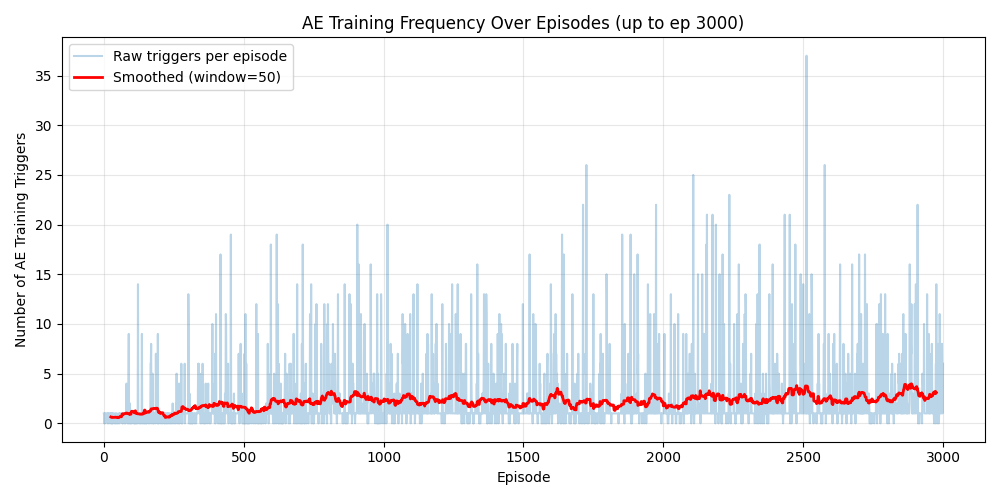 AE Training Frequency Over Episodes (up to ep 3000)
Raw triggers per episode
Smoothed (window=50)
Number of AE Training Triggers
35
30
25
20
15
10
5
0
0 500 1000 1500 2000 2500 3000
Episode